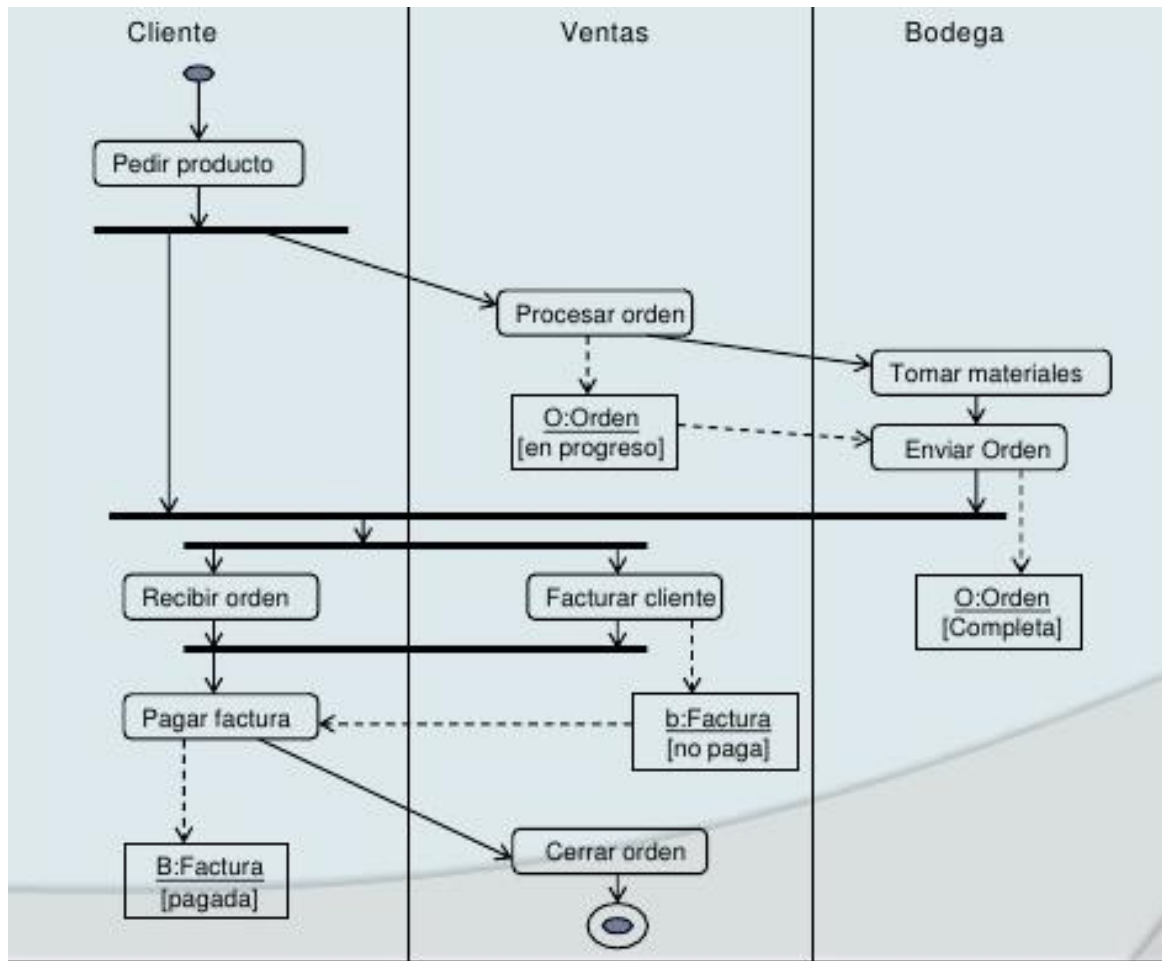 Cliente
Ventas
Bodega
Pedir producto
Procesar orden
Tomar materiales
O:Orden
[en progreso]
Enviar Orden
Recibir orden
Facturar cliente
O:Orden
[Completa]
Pagar factura
b:Factura
[no paga]
Cerrar orden
B:Factura
[pagada]